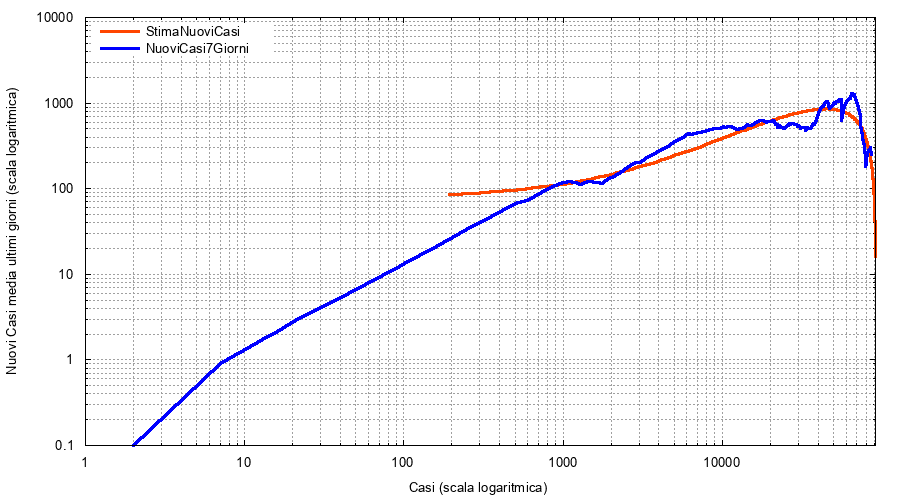 10000
1000
100
10
1
0.1
StimaNuoviCasi
NuoviCasi7Giorni
Nuovi Casi media ultimi giorni (scala logaritmica)
1 10 100 1000 10000
Casi (scala logaritmica)